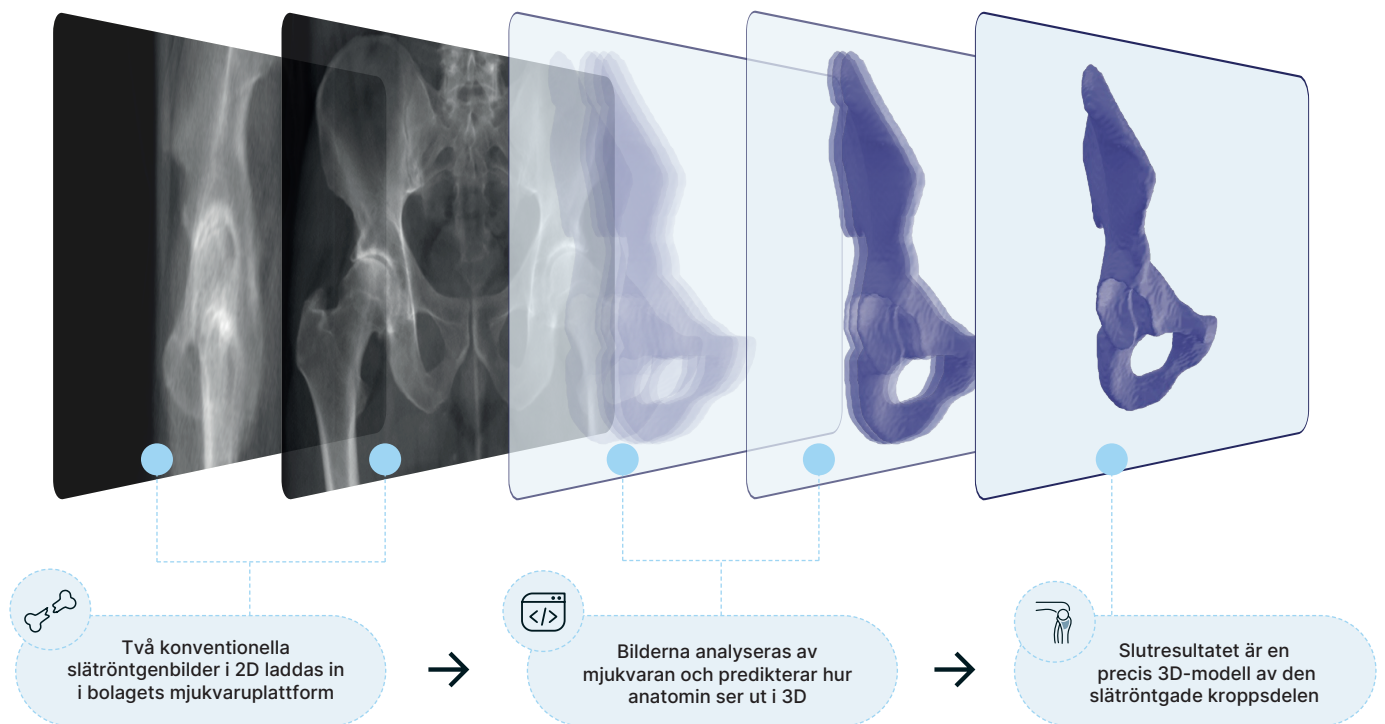 Två konventionella
slätröntgenbilder i 2D laddas in
i bolagets mjukvaruplattform
Bilderna analyseras av
mjukvaran och predikterar hur
anatomin ser ut i 3D
Slutresultatet är en
precis 3D-modell av den
slätröntgade kroppsdelen